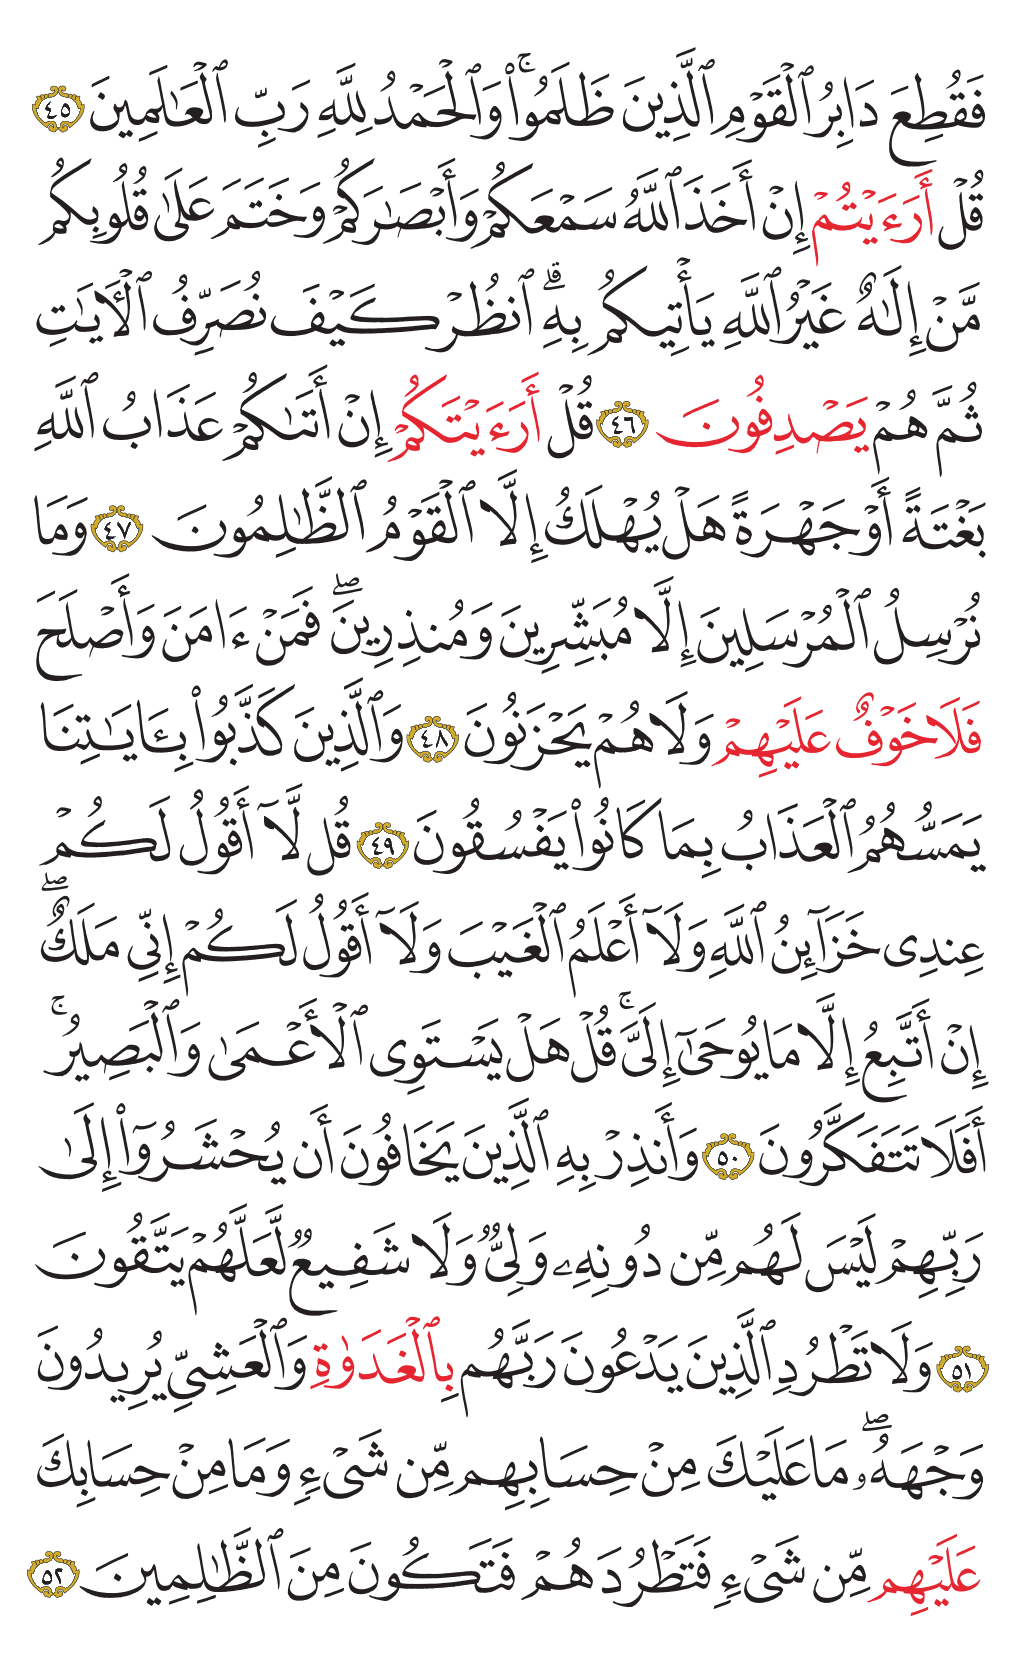 فَقُطِعَ دَابِرُ ٱلْقَوْمِ ٱلَّذِينَ ظَلَمُوا۟ ۚ وَٱلْحَمْدُ لِلَّهِ رَبِّ ٱلْعَـٰلَمِينَ ٤٥
قُلْ أَرَءَيْتُمْ إِنْ أَخَذَ ٱللَّهُ سَمْعَكُمْ وَأَبْصَـٰرَكُمْ وَخَتَمَ عَلَىٰ قُلُوبِكُم
مَّنْ إِلَـٰهٌ غَيْرُ ٱللَّهِ يَأْتِيكُم بِهِ ۗ ٱنظُرْ كَيْفَ نُصَرِّفُ ٱلْـَٔايَـٰتِ
ثُمَّ هُمْ يَصْدِفُونَ ٤٦ قُلْ أَرَءَيْتَكُمْ إِنْ أَتَىٰكُمْ عَذَابُ ٱللَّهِ
بَغْتَةً أَوْ جَهْرَةً هَلْ يُهْلَكُ إِلَّا ٱلْقَوْمُ ٱلظَّـٰلِمُونَ ٤٧ وَمَا
نُرْسِلُ ٱلْمُرْسَلِينَ إِلَّا مُبَشِّرِينَ وَمُنذِرِينَ ۖ فَمَنْ ءَامَنَ وَأَصْلَحَ
فَلَا خَوْفٌ عَلَيْهِمْ وَلَا هُمْ يَحْزَنُونَ ٤٨ وَٱلَّذِينَ كَذَّبُوا۟ بِـَٔايَـٰتِنَا
يَمَسُّهُمُ ٱلْعَذَابُ بِمَا كَانُوا۟ يَفْسُقُونَ ٤٩ قُل لَّآ أَقُولُ لَكُمْ
عِندِى خَزَآئِنُ ٱللَّهِ وَلَآ أَعْلَمُ ٱلْغَيْبَ وَلَآ أَقُولُ لَكُمْ إِنِّى مَلَكٌ ۖ
إِنْ أَتَّبِعُ إِلَّا مَا يُوحَىٰٓ إِلَىَّ ۚ قُلْ هَلْ يَسْتَوِى ٱلْأَعْمَىٰ وَٱلْبَصِيرُ ۚ
أَفَلَا تَتَفَكَّرُونَ ٥٠ وَأَنذِرْ بِهِ ٱلَّذِينَ يَخَافُونَ أَن يُحْشَرُوٓا۟ إِلَىٰ
رَبِّهِمْ لَيْسَ لَهُم مِّن دُونِهِۦ وَلِىٌّ وَلَا شَفِيعٌ لَّعَلَّهُمْ يَتَّقُونَ
٥١ وَلَا تَطْرُدِ ٱلَّذِينَ يَدْعُونَ رَبَّهُم بِٱلْغَدَوٰةِ وَٱلْعَشِىِّ يُرِيدُونَ
وَجْهَهُۥ ۖ مَا عَلَيْكَ مِنْ حِسَابِهِم مِّن شَىْءٍ وَمَا مِنْ حِسَابِكَ
عَلَيْهِم مِّن شَىْءٍ فَتَطْرُدَهُمْ فَتَكُونَ مِنَ ٱلظَّـٰلِمِينَ ٥٢